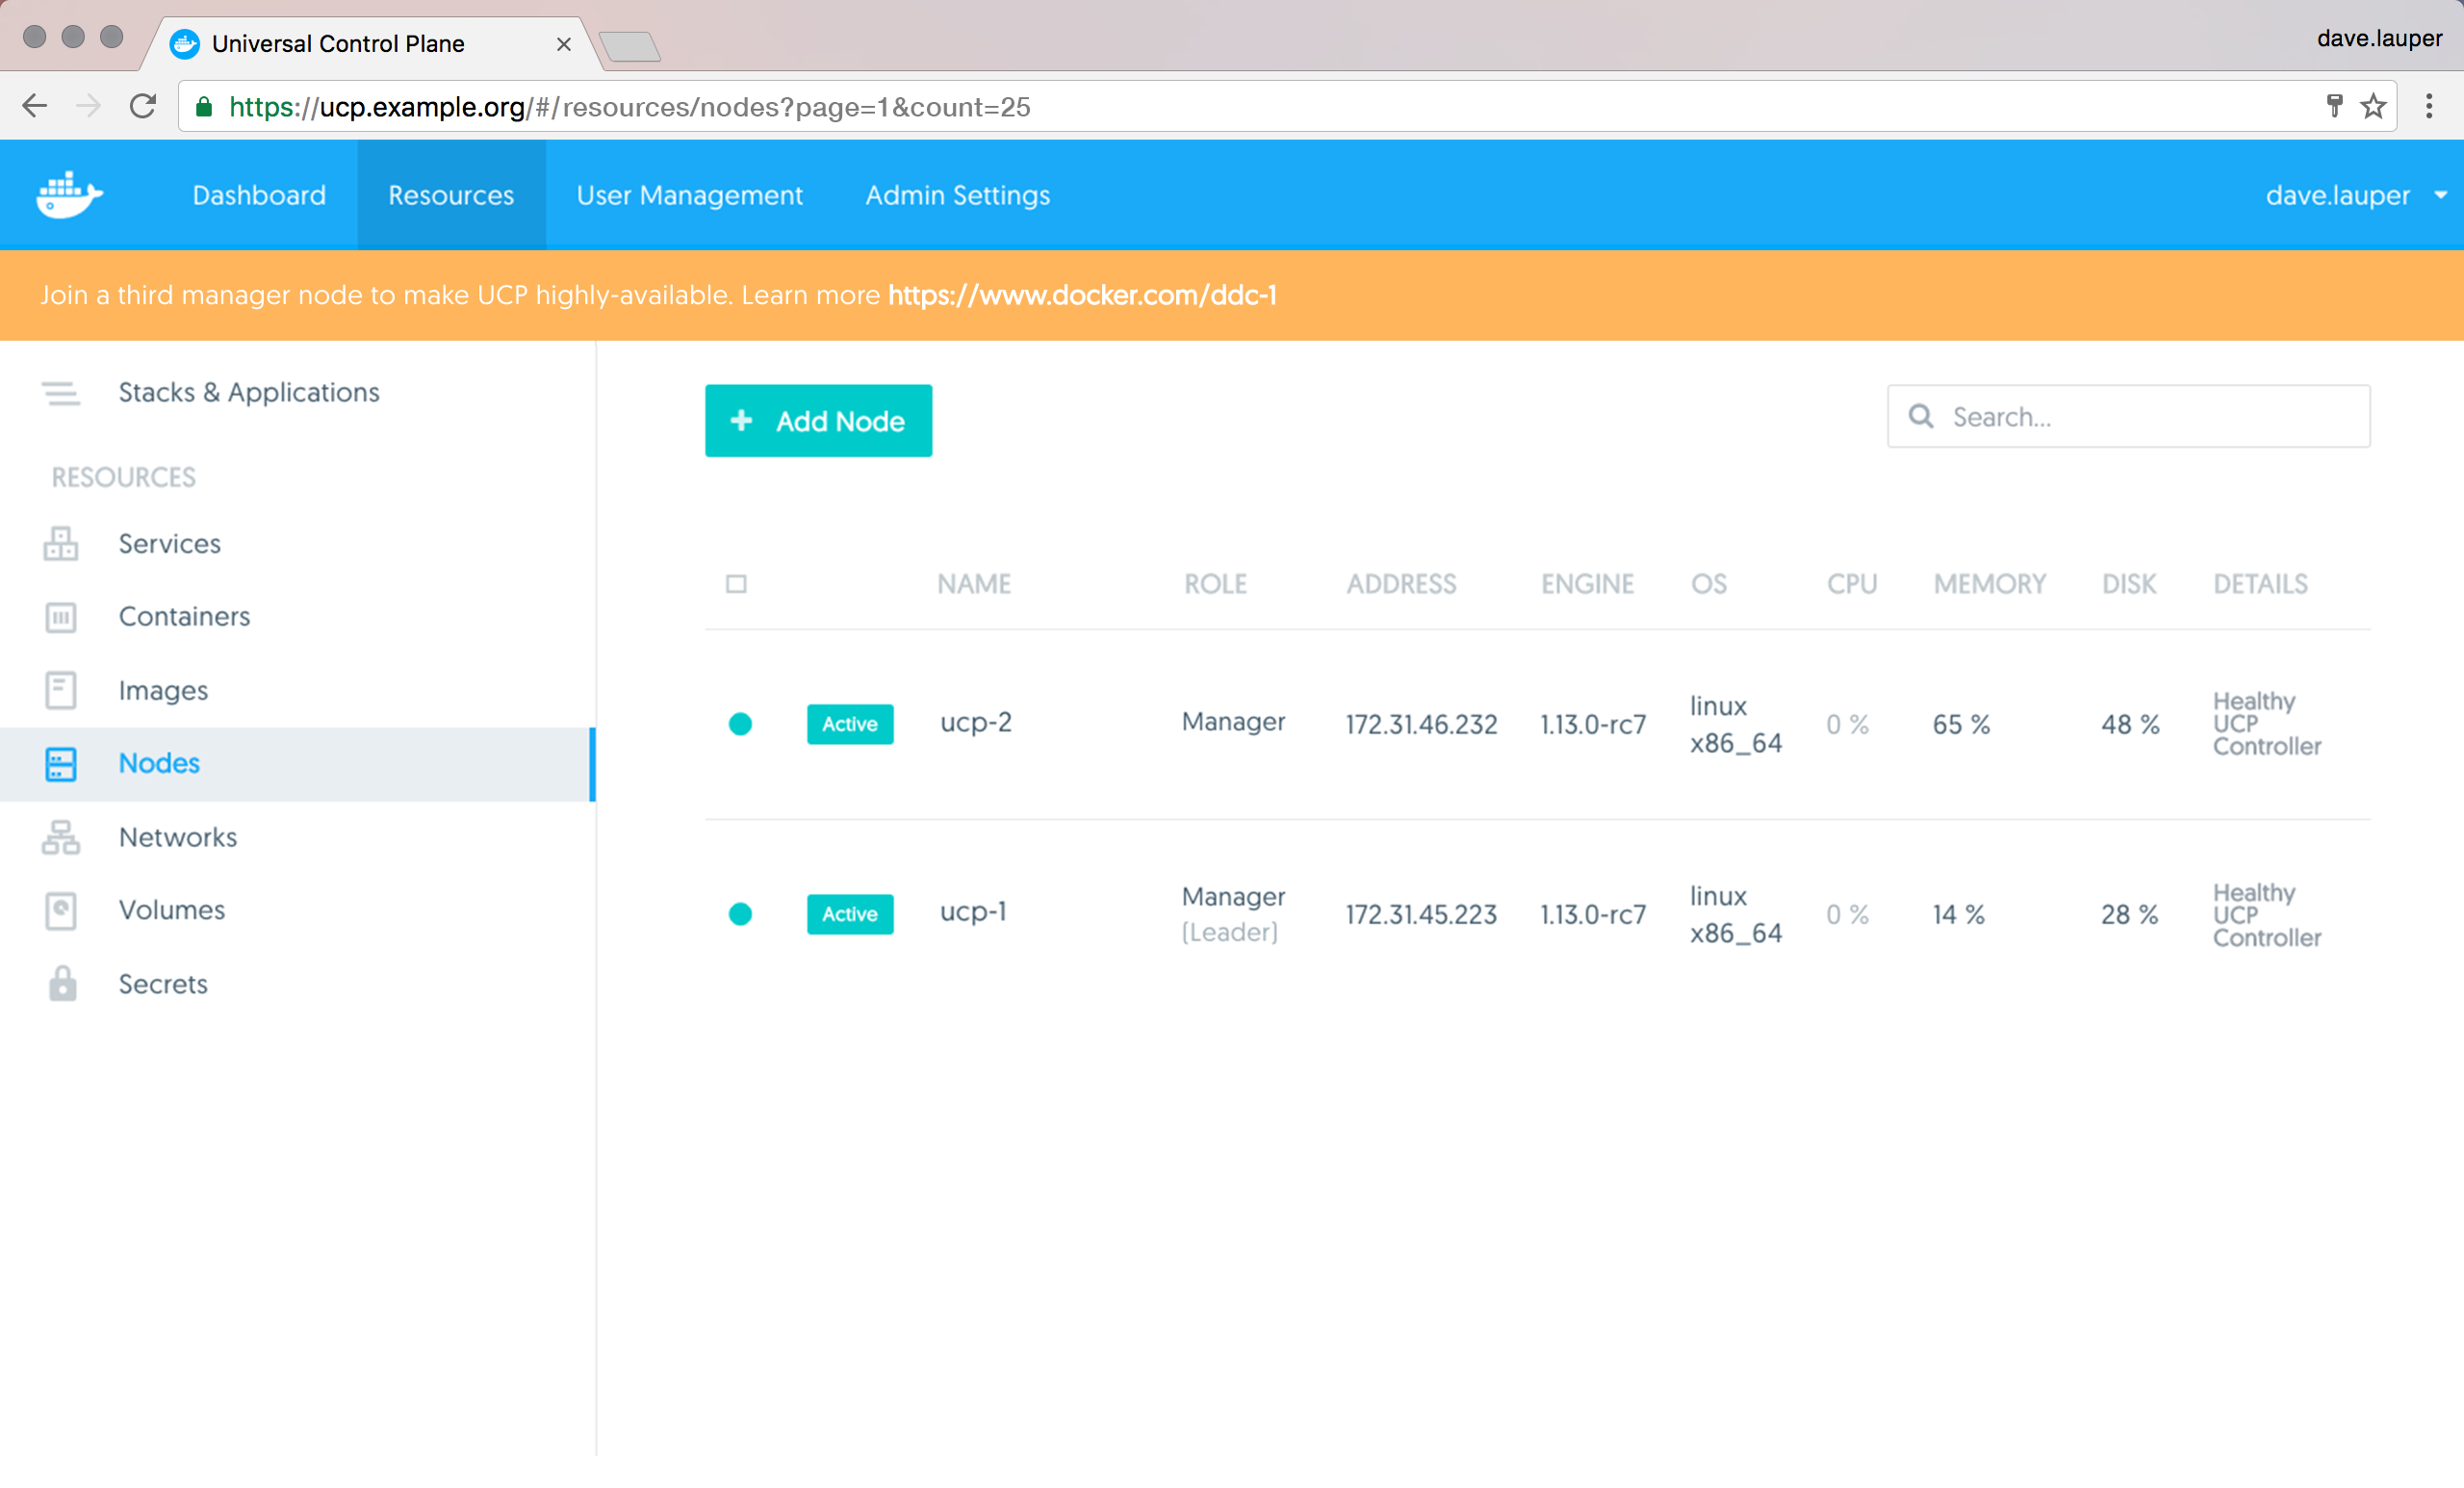 Universal Control Plane
dave.lauper
https://ucp.example.org/#/resources/nodes?page=1&count=25
Dashboard Resources User Management Admin Settings dave.lauper
Join a third manager node to make UCP highly-available. Learn more https://www.docker.com/ddc-1
Stacks & Applications
RESOURCES
Services
Containers
Images
Nodes
Networks
Volumes
Secrets
+ Add Node
Search...
NAME ROLE ADDRESS ENGINE OS CPU MEMORY DISK DETAILS
Active ucp-2 Manager 172.31.46.232 1.13.0-rc7 linux x86_64 0 % 65 % 48 % Healthy UCP Controller
Active ucp-1 Manager (Leader) 172.31.45.223 1.13.0-rc7 linux x86_64 0 % 14 % 28 % Healthy UCP Controller